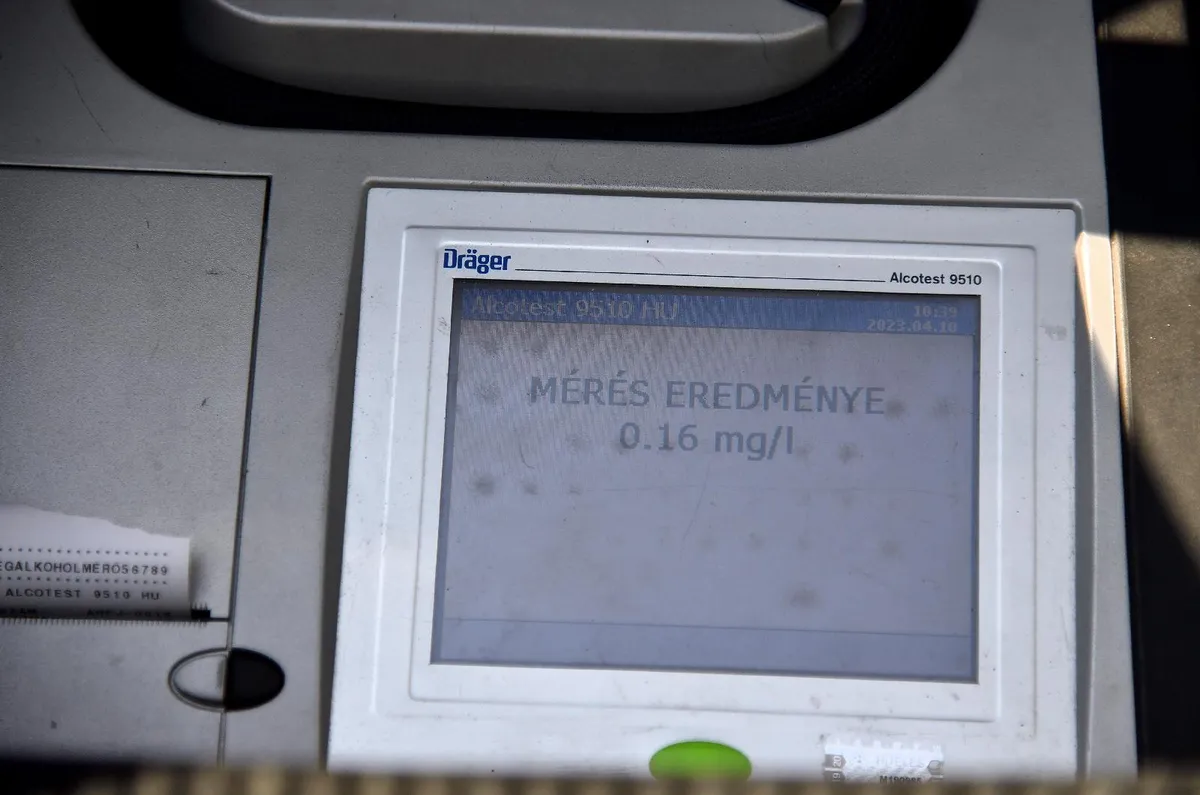 Dräger
Alcotest 9510
Alcotest 9510 HU
10:39
2023.04.10
MÉRÉS EREDMÉNYE
0.16 mg/l
EGALKOHOLMÉRŐS6789
ALCOTEST 9510 HU